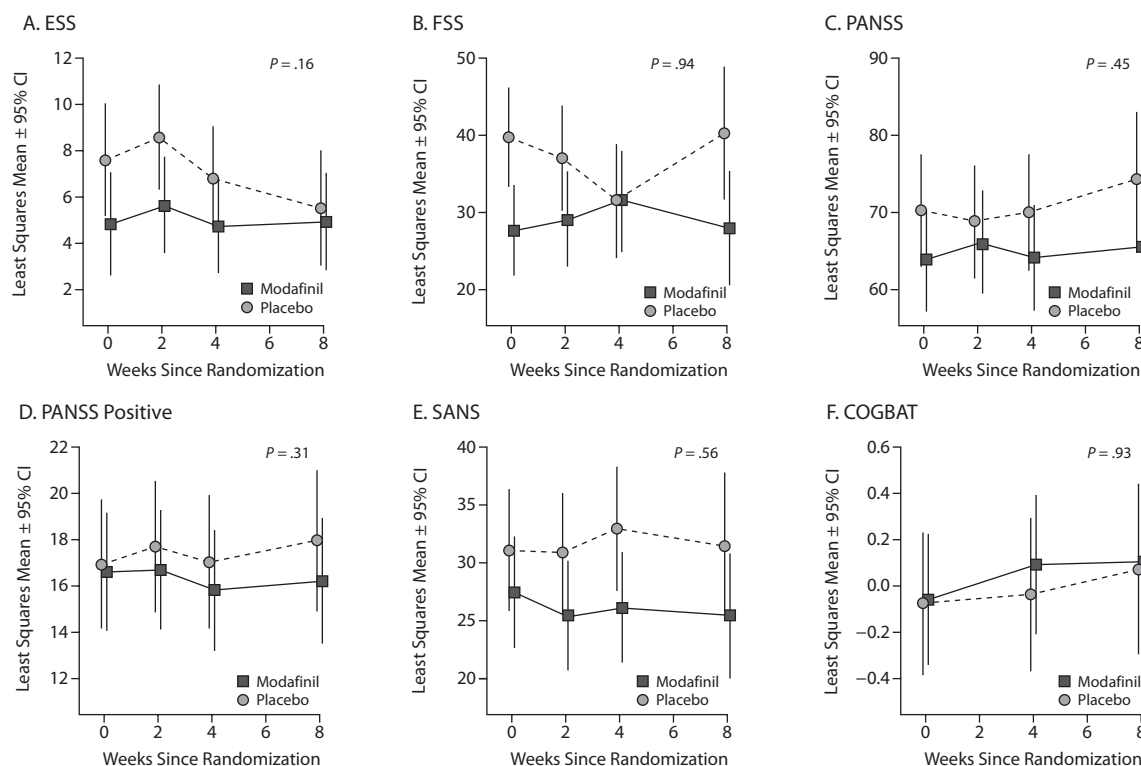 A. ESS
Least Squares Mean ± 95% CI
12
10
8
6
4
2
P = .16
Modafinil
Placebo
0 2 4 6 8
Weeks Since Randomization
B. FSS
Least Squares Mean ± 95% CI
50
40
30
20
P = .94
Modafinil
Placebo
0 2 4 6 8
Weeks Since Randomization
C. PANSS
Least Squares Mean ± 95% CI
90
80
70
60
P = .45
Modafinil
Placebo
0 2 4 6 8
Weeks Since Randomization
D. PANSS Positive
Least Squares Mean ± 95% CI
22
20
18
16
14
12
P = .31
Modafinil
Placebo
0 2 4 6 8
Weeks Since Randomization
E. SANS
Least Squares Mean ± 95% CI
40
35
30
25
20
P = .56
Modafinil
Placebo
0 2 4 6 8
Weeks Since Randomization
F. COGBAT
Least Squares Mean ± 95% CI
0.6
0.4
0.2
0.0
−0.2
−0.4
P = .93
Modafinil
Placebo
0 2 4 6 8
Weeks Since Randomization